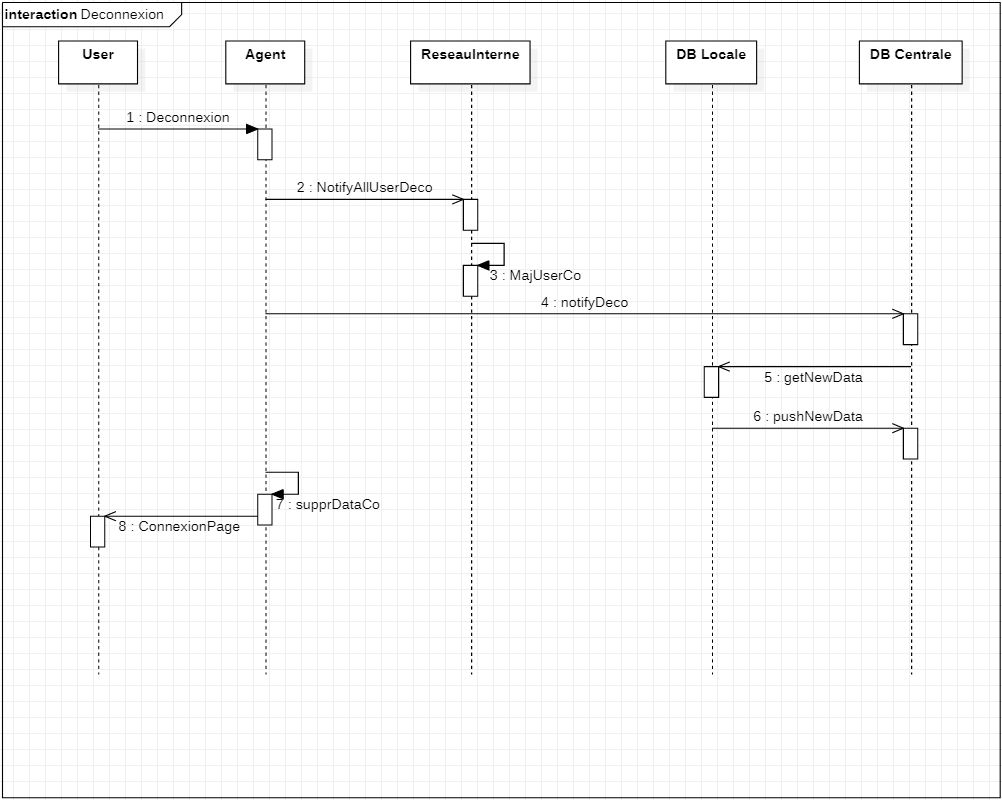 interaction Deconnexion
User
Agent
ReseauInterne
DB Locale
DB Centrale
1 : Deconnexion
2 : NotifyAllUserDeco
3 : MajUserCo
4 : notifyDeco
5 : getNewData
6 : pushNewData
7 : supprDataCo
8 : ConnexionPage